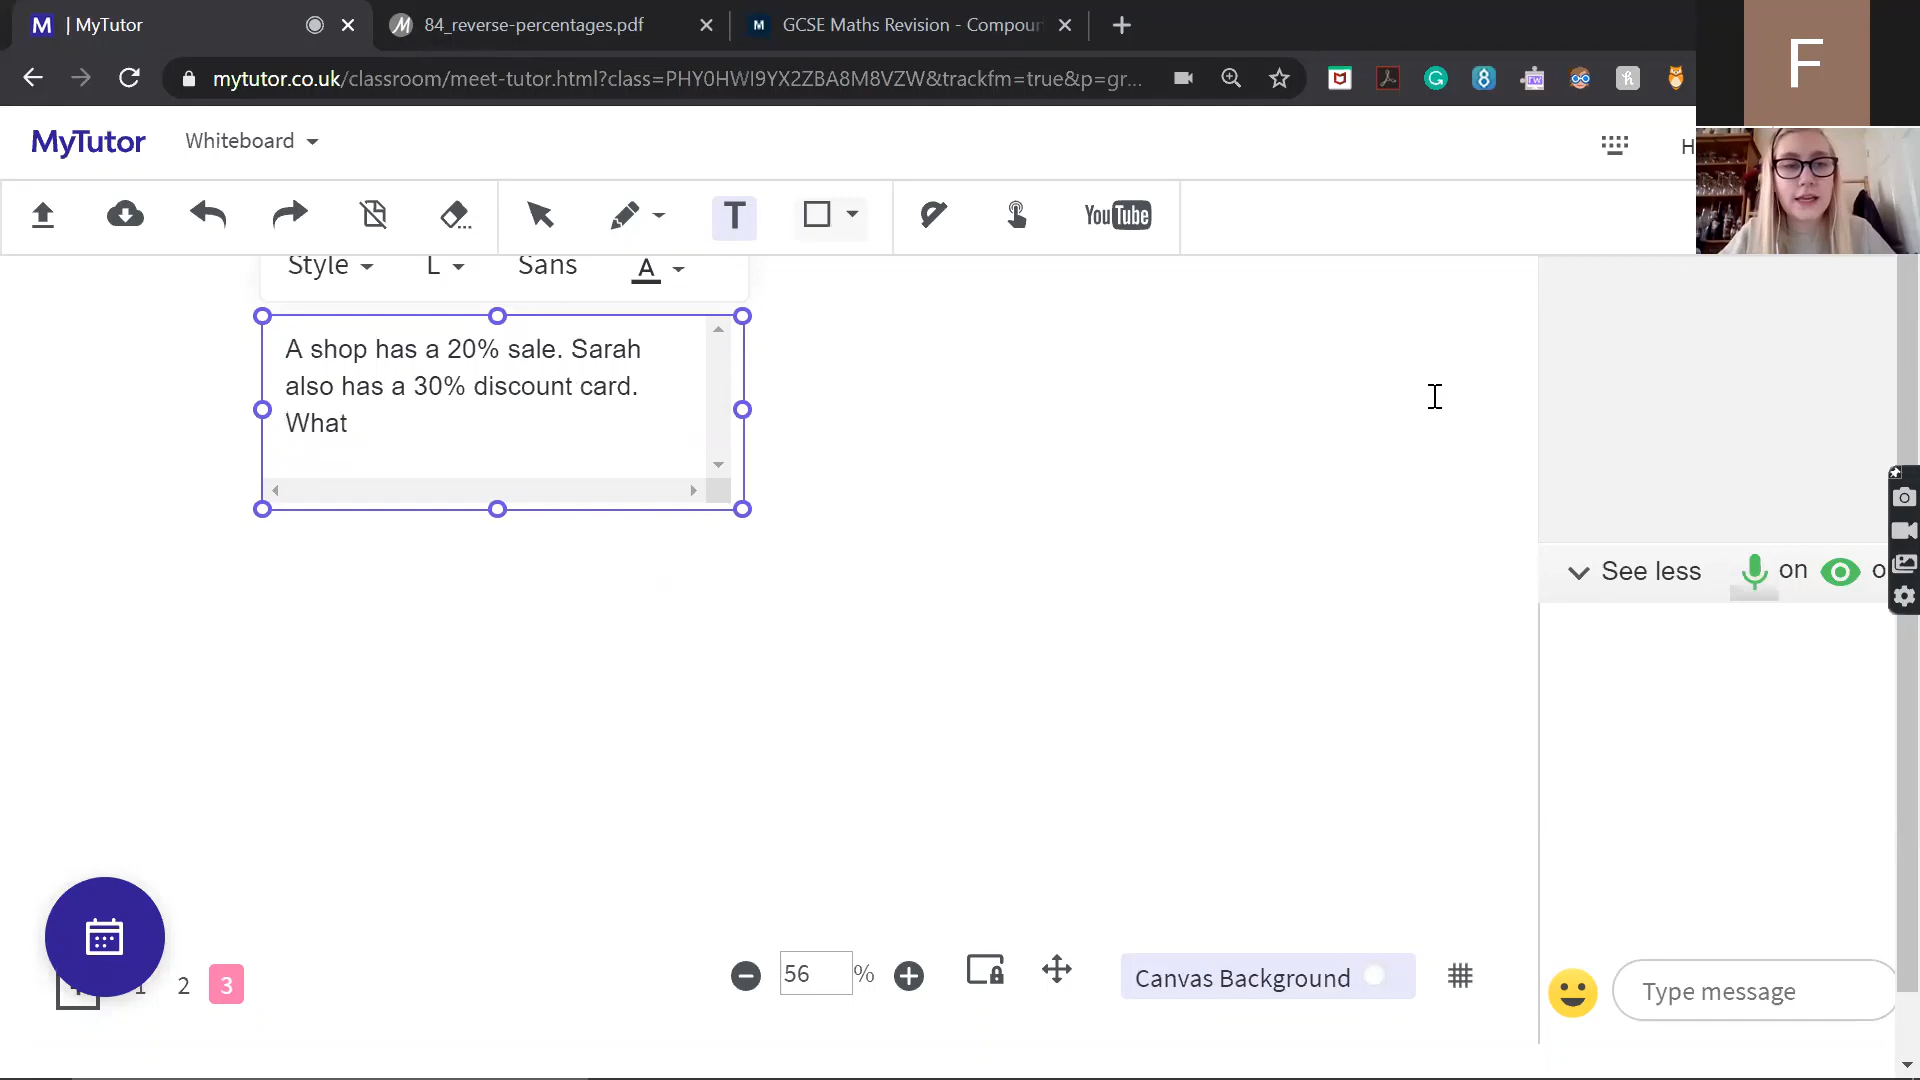 | MyTutor
84_reverse-percentages.pdf
GCSE Maths Revision - Compour
mytutor.co.uk/classroom/meet-tutor.html?class=PHY0HWI9YX2ZBA8M8VZW&trackfm=true&p=gr...
F
MyTutor
Whiteboard
H
T
YouTube
Style
L
Sans
A
A shop has a 20% sale. Sarah
also has a 30% discount card.
What
See less
on
o
1
2
3
56
%
Canvas Background
Type message